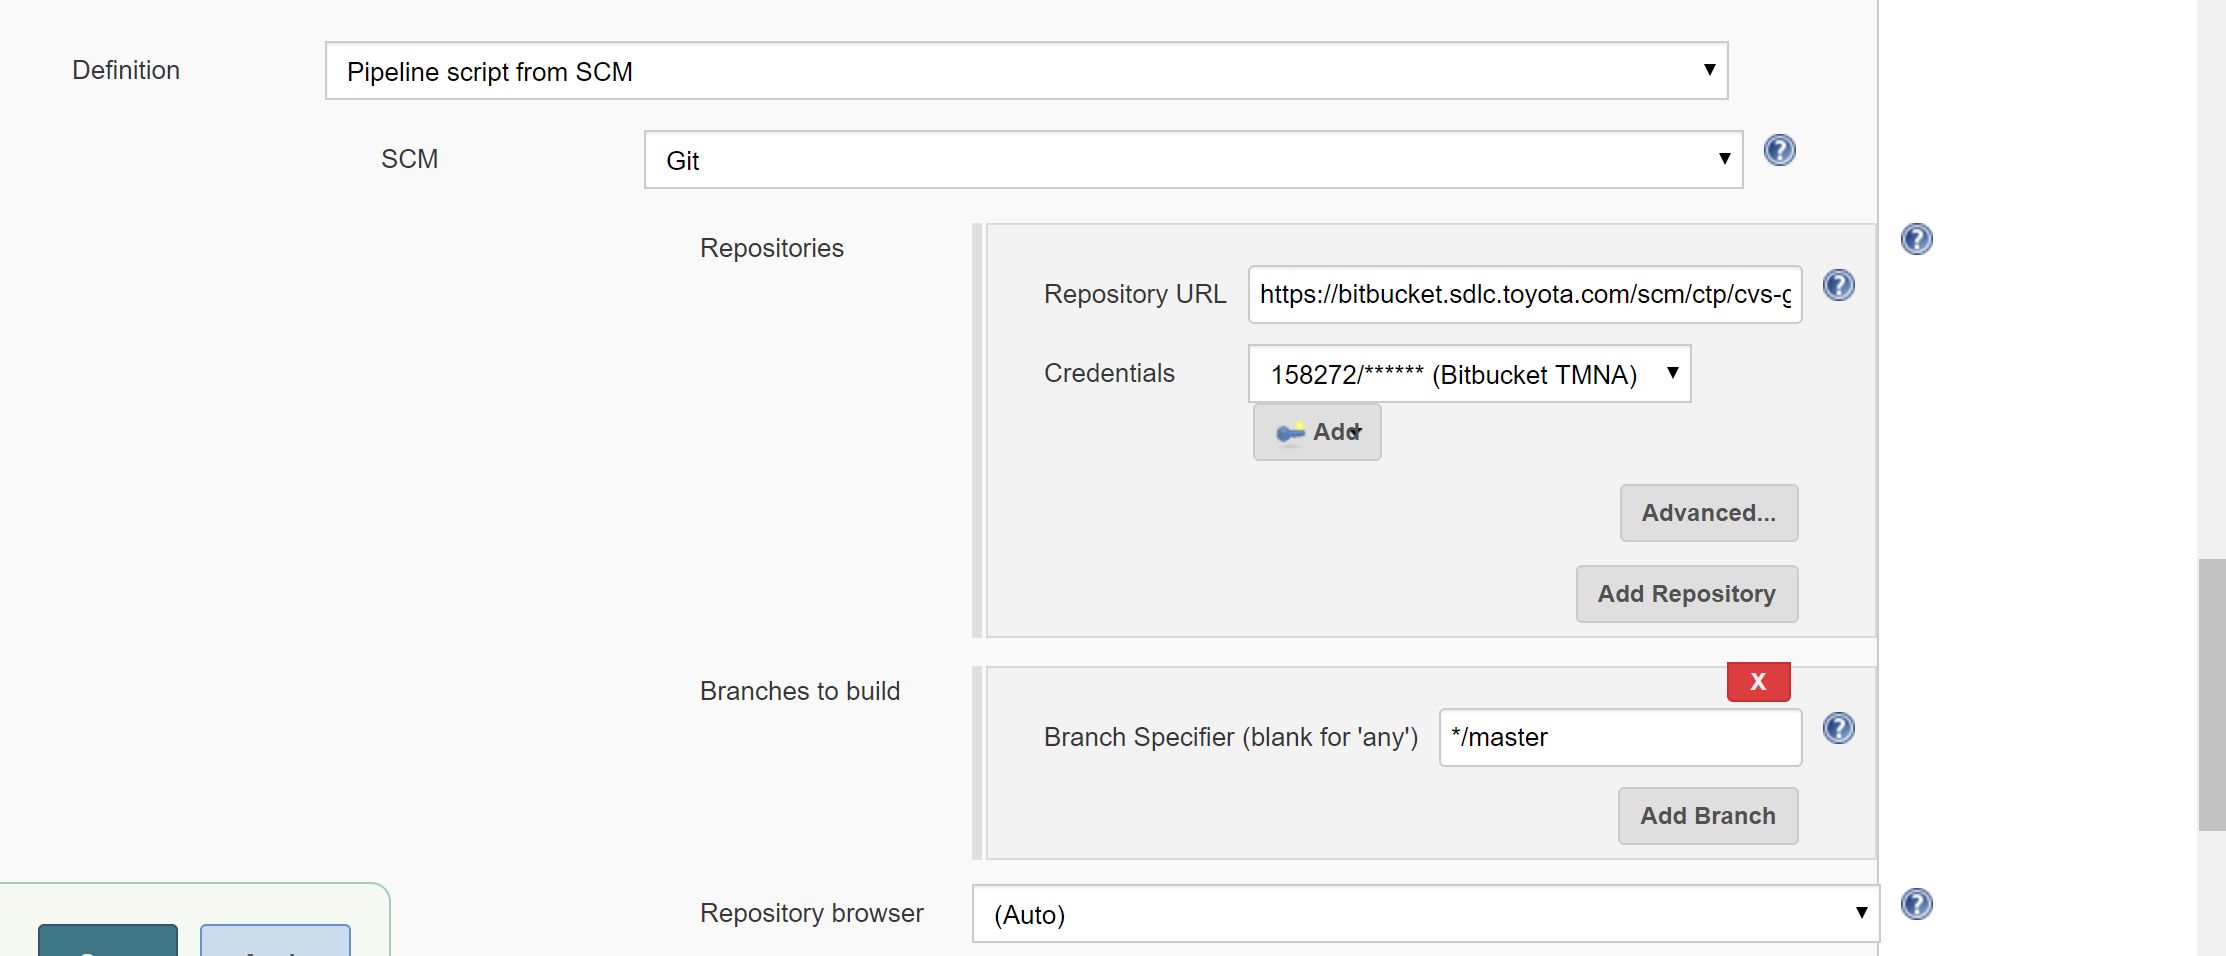 Definition
Pipeline script from SCM
SCM
Git
Repositories
Repository URL
https://bitbucket.sdlc.toyota.com/scm/ctp/cvs-g
Credentials
158272/****** (Bitbucket TMNA)
Add
Advanced...
Add Repository
Branches to build
X
Branch Specifier (blank for 'any')
*/master
Add Branch
Repository browser
(Auto)